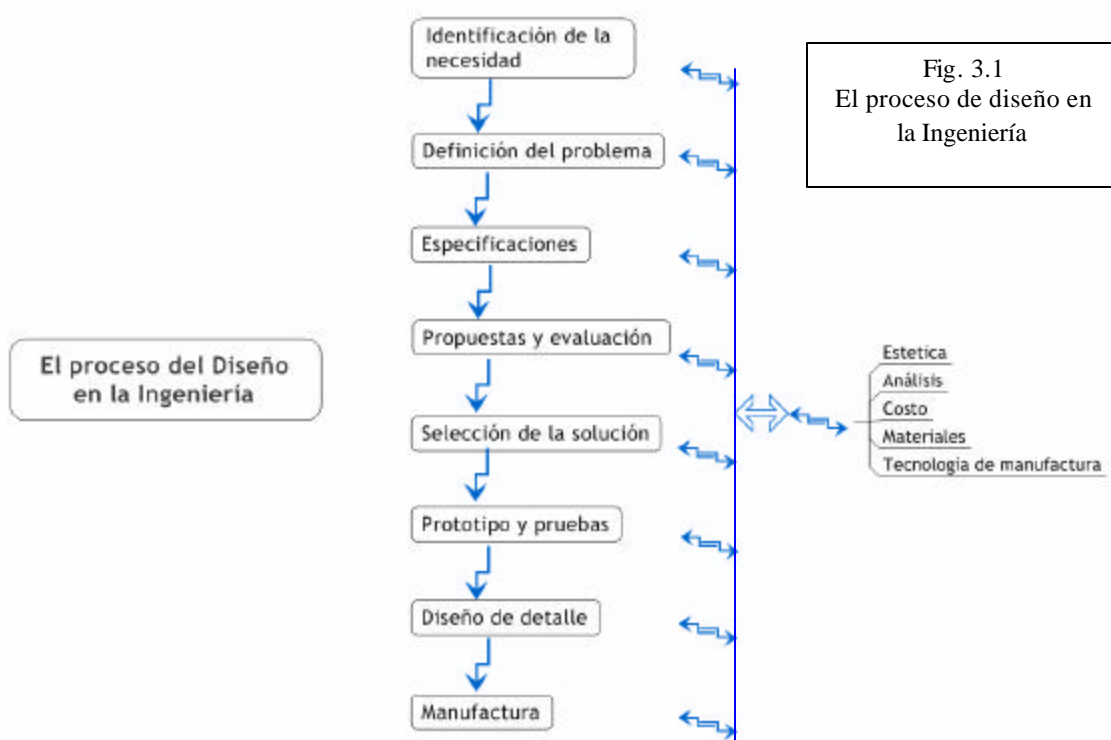 Identificación de la
necesidad
Fig. 3.1
El proceso de diseño en
la Ingeniería
Definición del problema
Especificaciones
Propuestas y evaluación
El proceso del Diseño
en la Ingeniería
Selección de la solución
Estetica
Análisis
Costo
Materiales
Tecnologia de manufactura
Prototipo y pruebas
Diseño de detalle
Manufactura